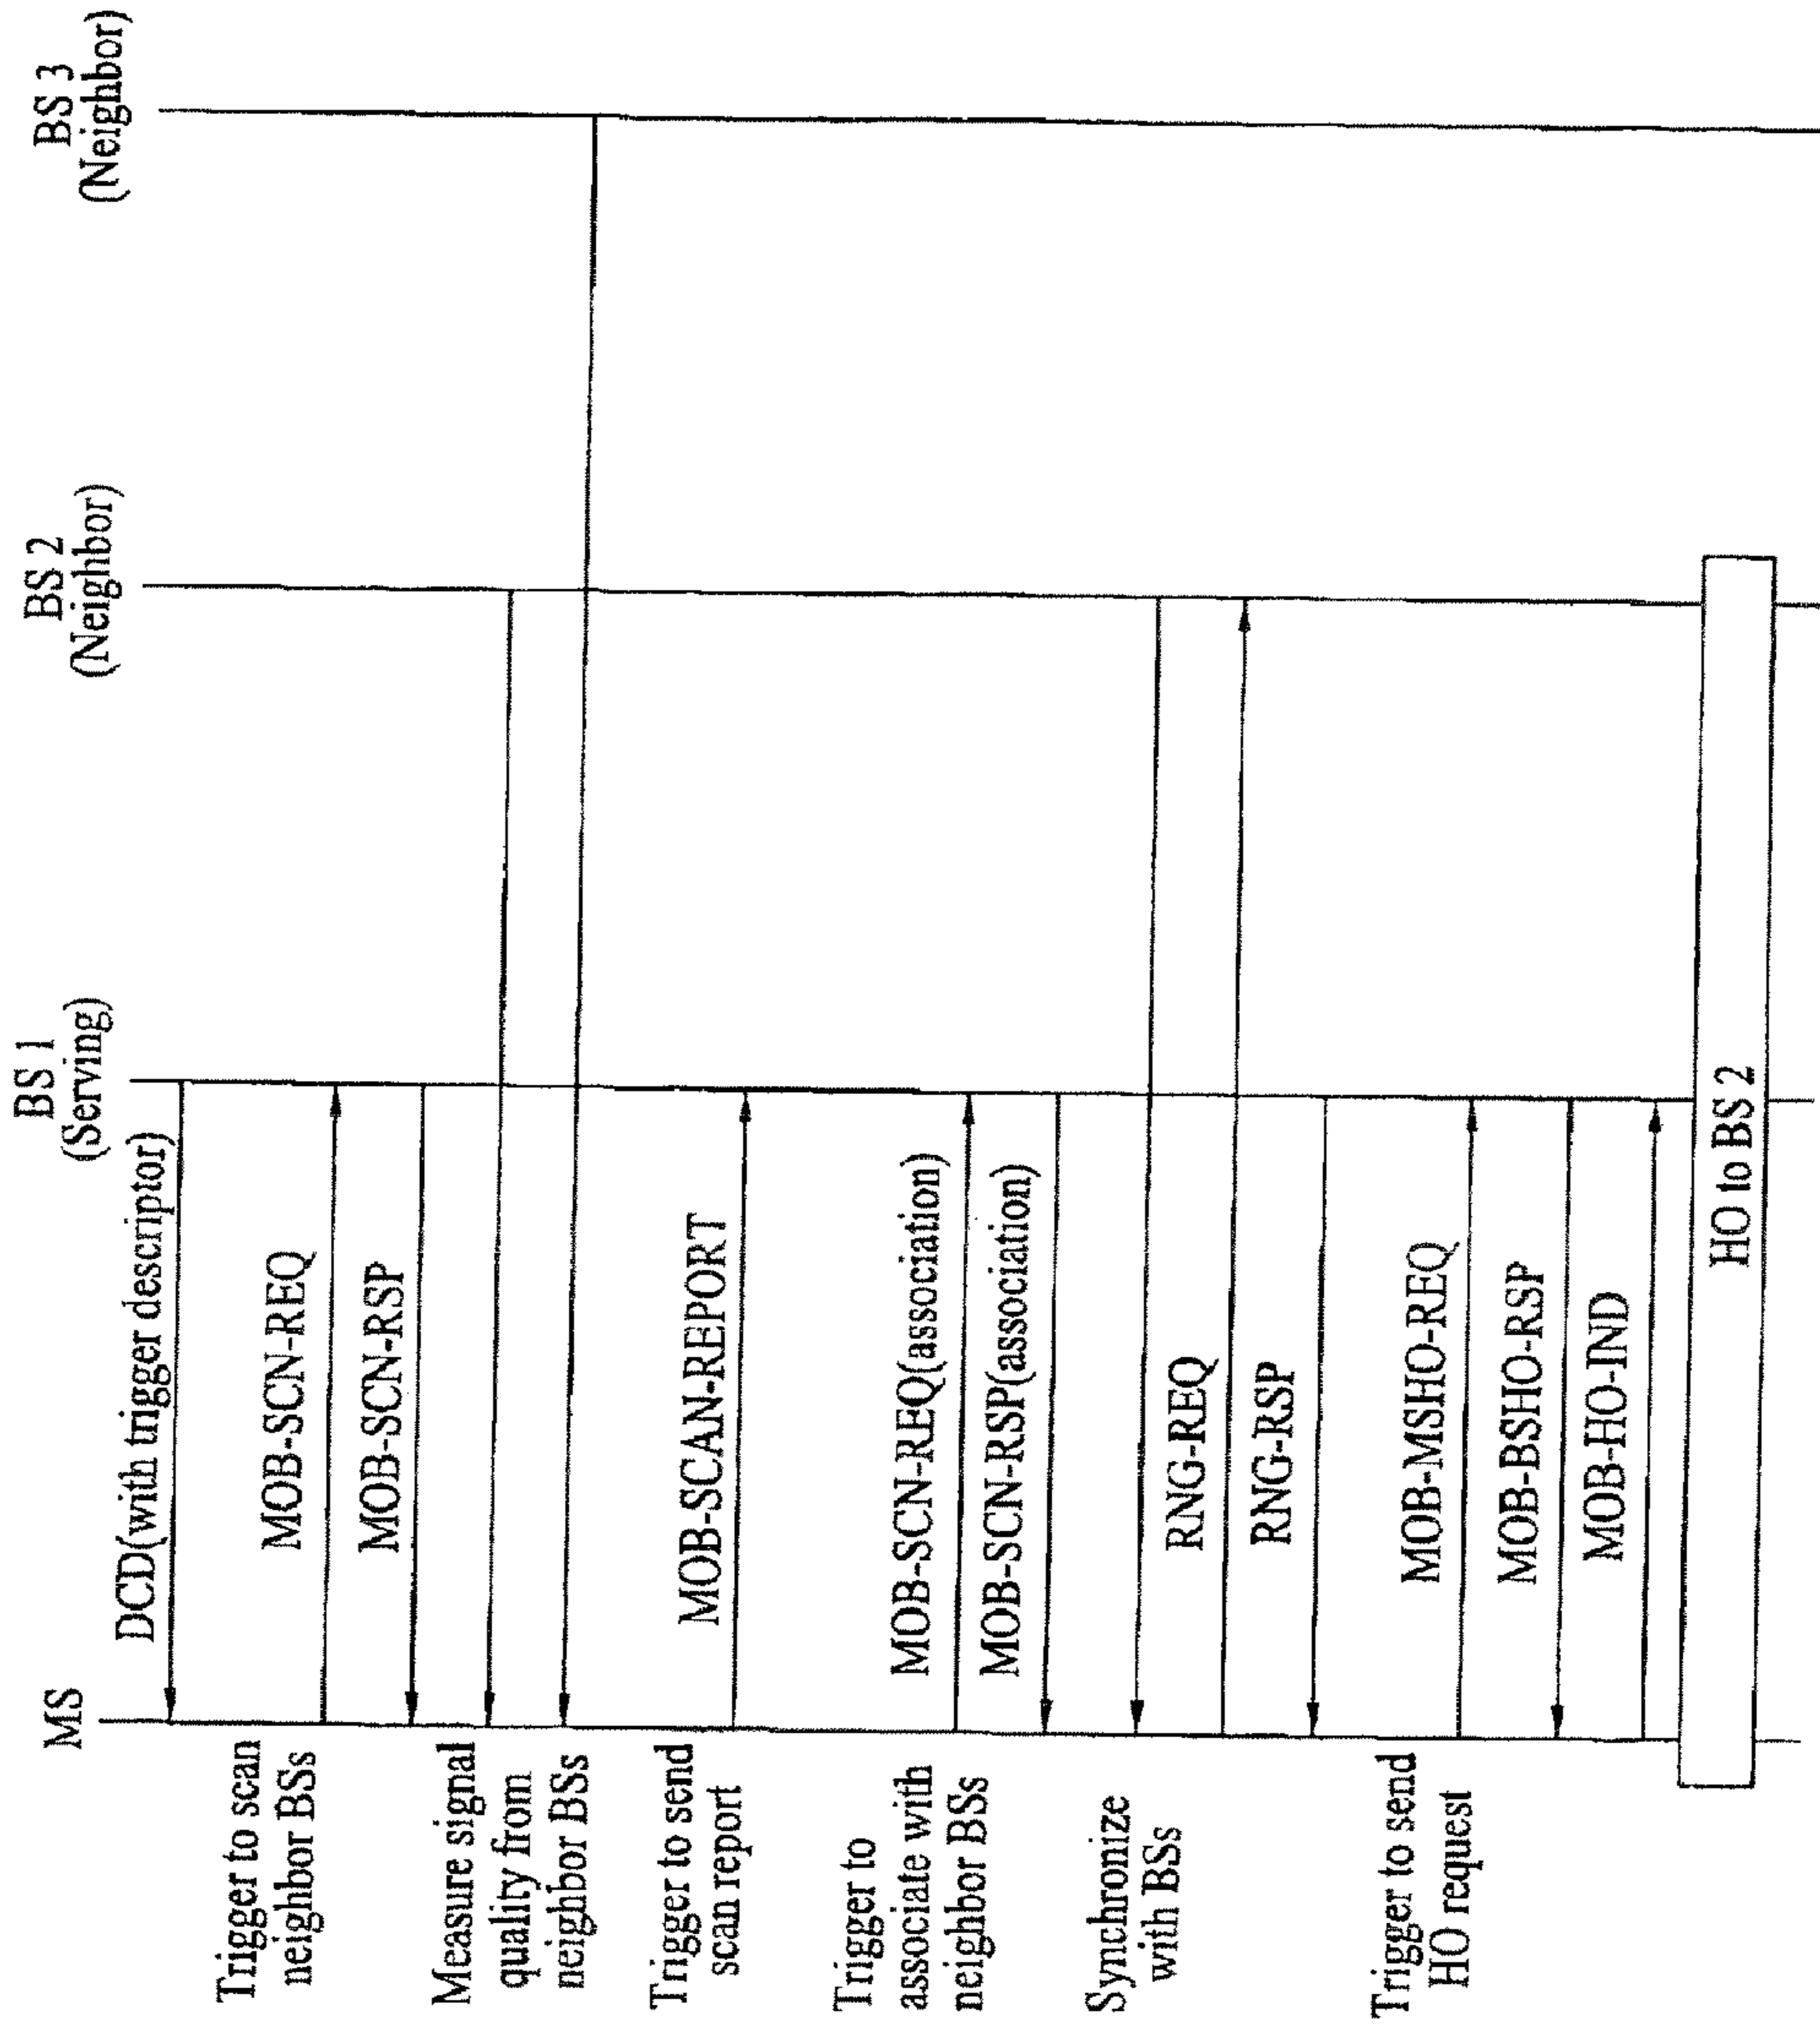 MS
BS 1
(Serving)
BS 2
(Neighbor)
BS 3
(Neighbor)
DCD(with trigger descriptor)
Trigger to scan
neighbor BSs
MOB-SCN-REQ
MOB-SCN-RSP
Measure signal
quality from
neighbor BSs
Trigger to send
scan report
MOB-SCAN-REPORT
Trigger to
associate with
neighbor BSs
MOB-SCN-REQ(association)
MOB-SCN-RSP(association)
Synchronize
with BSs
RNG-REQ
RNG-RSP
Trigger to send
HO request
MOB-MSHO-REQ
MOB-BSHO-RSP
MOB-HO-IND
HO to BS 2